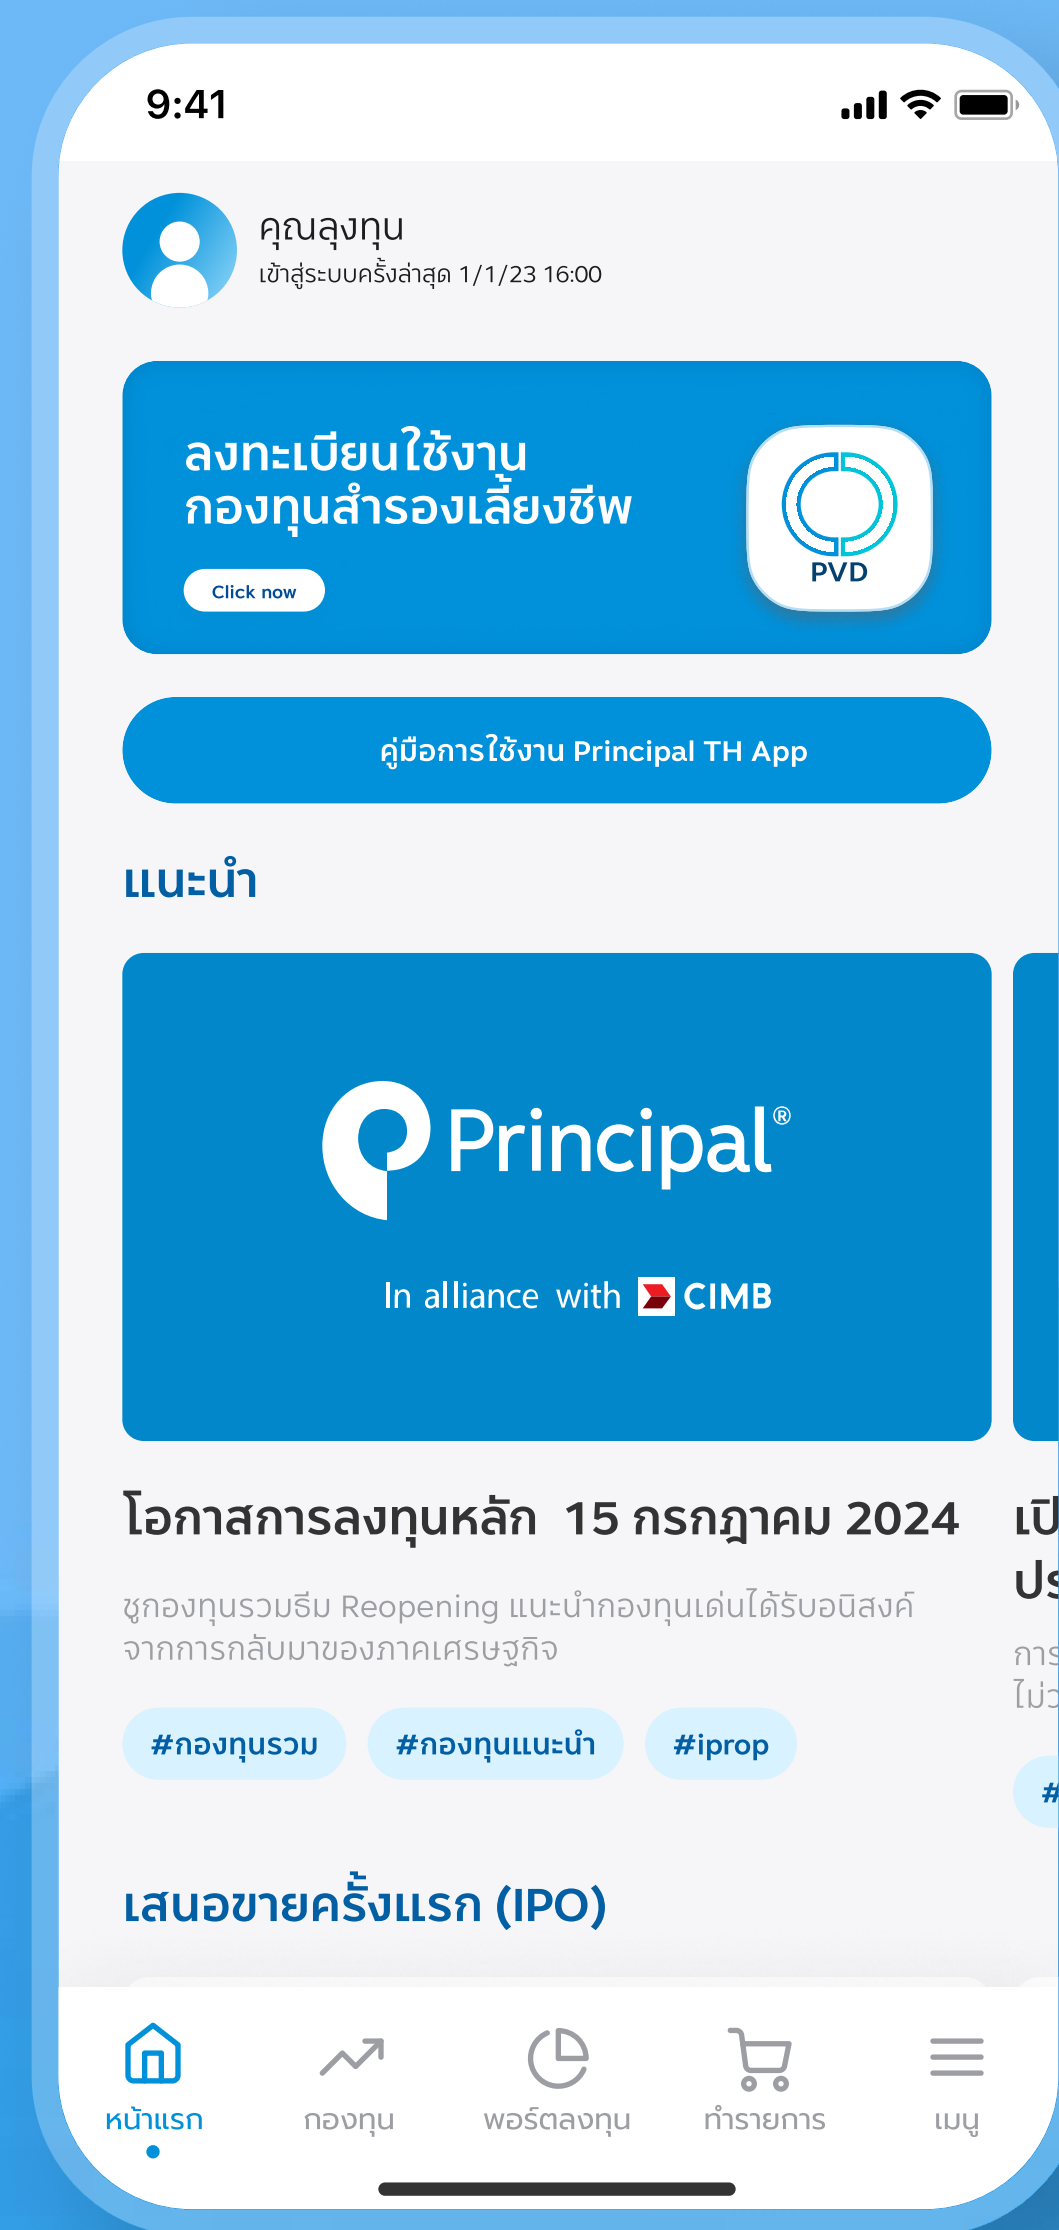 9:41
คุณลุงทุน
เข้าสู่ระบบครั้งล่าสุด 1/1/23 16:00
ลงทะเบียนใช้งาน
กองทุนสำรองเลี้ยงชีพ
Click now
PVD
คู่มือการใช้งาน Principal TH App
แนะนำ
Principal®
In alliance with CIMB
โอกาสการลงทุนหลัก 15 กรกฎาคม 2024
ชูกองทุนรวมธีม Reopening แนะนำกองทุนเด่นได้รับอนิสงค์
จากการกลับมาของภาคเศรษฐกิจ
#กองทุนรวม #กองทุนแนะนำ #iprop
เสนอขายครั้งแรก (IPO)
หน้าแรก กองทุน พอร์ตลงทุน ทำรายการ เมนู